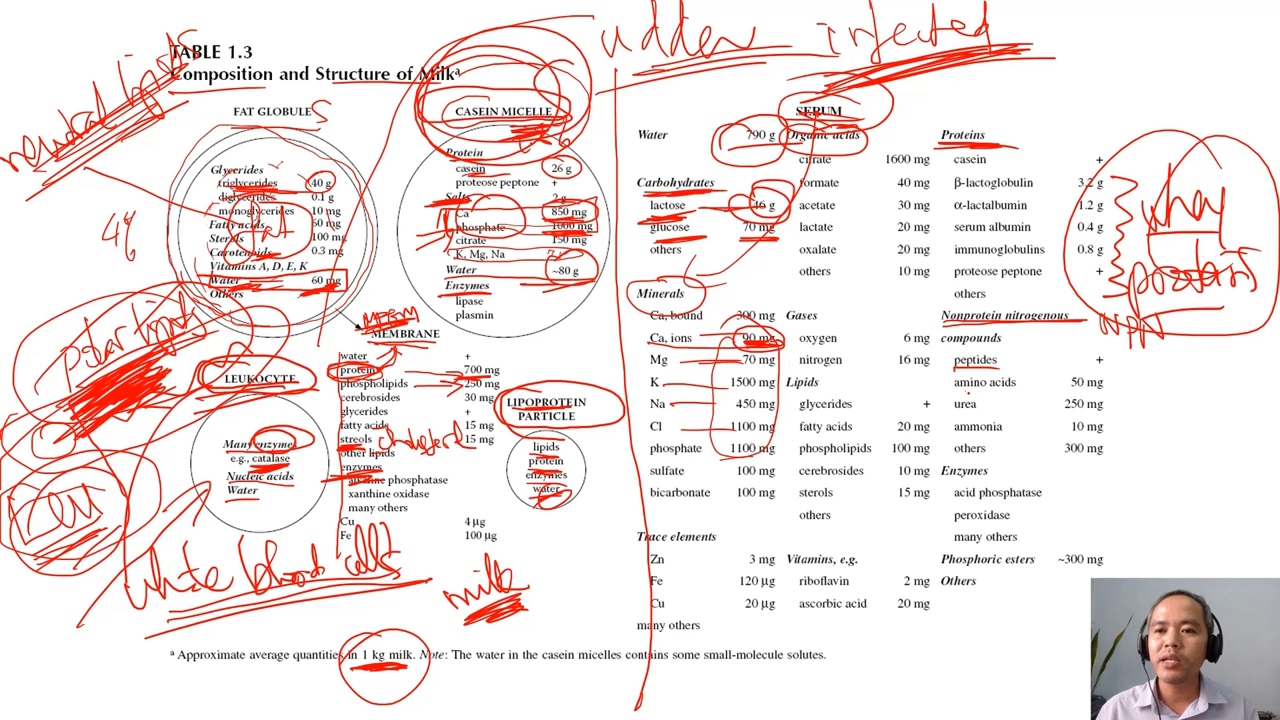 udder infected
TABLE 1.3
Composition and Structure of Milkᵃ
neutral lipids
FAT GLOBULE S
Glycerides
triglycerides 40 g
diglycerides 0.1 g
monoglycerides 10 mg
Fatty acids 60 mg
Sterols 100 mg
Carotenoids 0.3 mg
Vitamins A, D, E, K
Water 60 mg
Others
fat
4%
CASEIN MICELLE
Protein
casein 26 g
proteose peptone +
Salts 2 g
Ca 850 mg
phosphate 1000 mg
citrate 150 mg
K, Mg, Na
Water ~80 g
Enzymes
lipase
plasmin
MFGM
MEMBRANE
water +
protein 700 mg
phospholipids 250 mg
cerebrosides 30 mg
glycerides +
fatty acids 15 mg
streols 15 mg
cholesterol
other lipids
enzymes
alkaline phosphatase
xanthine oxidase
many others
Cu 4 µg
Fe 100 µg
Polar lipids
LEUKOCYTE
Many enzymes
e.g., catalase
Nucleic acids
Water
white blood cells
LIPOPROTEIN
PARTICLE
lipids
protein
enzymes
water
milk
SERUM
Water 790 g
Carbohydrates
lactose 46 g
glucose 70 mg
others
Minerals
Ca, bound 300 mg
Ca, ions 90 mg
Mg 70 mg
K 1500 mg
Na 450 mg
Cl 1100 mg
phosphate 1100 mg
sulfate 100 mg
bicarbonate 100 mg
Trace elements
Zn 3 mg
Fe 120 µg
Cu 20 µg
many others
Organic acids
citrate 1600 mg
formate 40 mg
acetate 30 mg
lactate 20 mg
oxalate 20 mg
others 10 mg
Gases
oxygen 6 mg
nitrogen 16 mg
Lipids
glycerides +
fatty acids 20 mg
phospholipids 100 mg
cerebrosides 10 mg
sterols 15 mg
others
Vitamins, e.g.
riboflavin 2 mg
ascorbic acid 20 mg
Proteins
casein +
β-lactoglobulin 3.2 g
α-lactalbumin 1.2 g
serum albumin 0.4 g
immunoglobulins 0.8 g
proteose peptone +
others
whey
proteins
Nonprotein nitrogenous
compounds
NPN
peptides +
amino acids 50 mg
urea 250 mg
ammonia 10 mg
others 300 mg
Enzymes
acid phosphatase
peroxidase
many others
Phosphoric esters ~300 mg
Others
ᵃ Approximate average quantities in 1 kg milk. Note: The water in the casein micelles contains some small-molecule solutes.